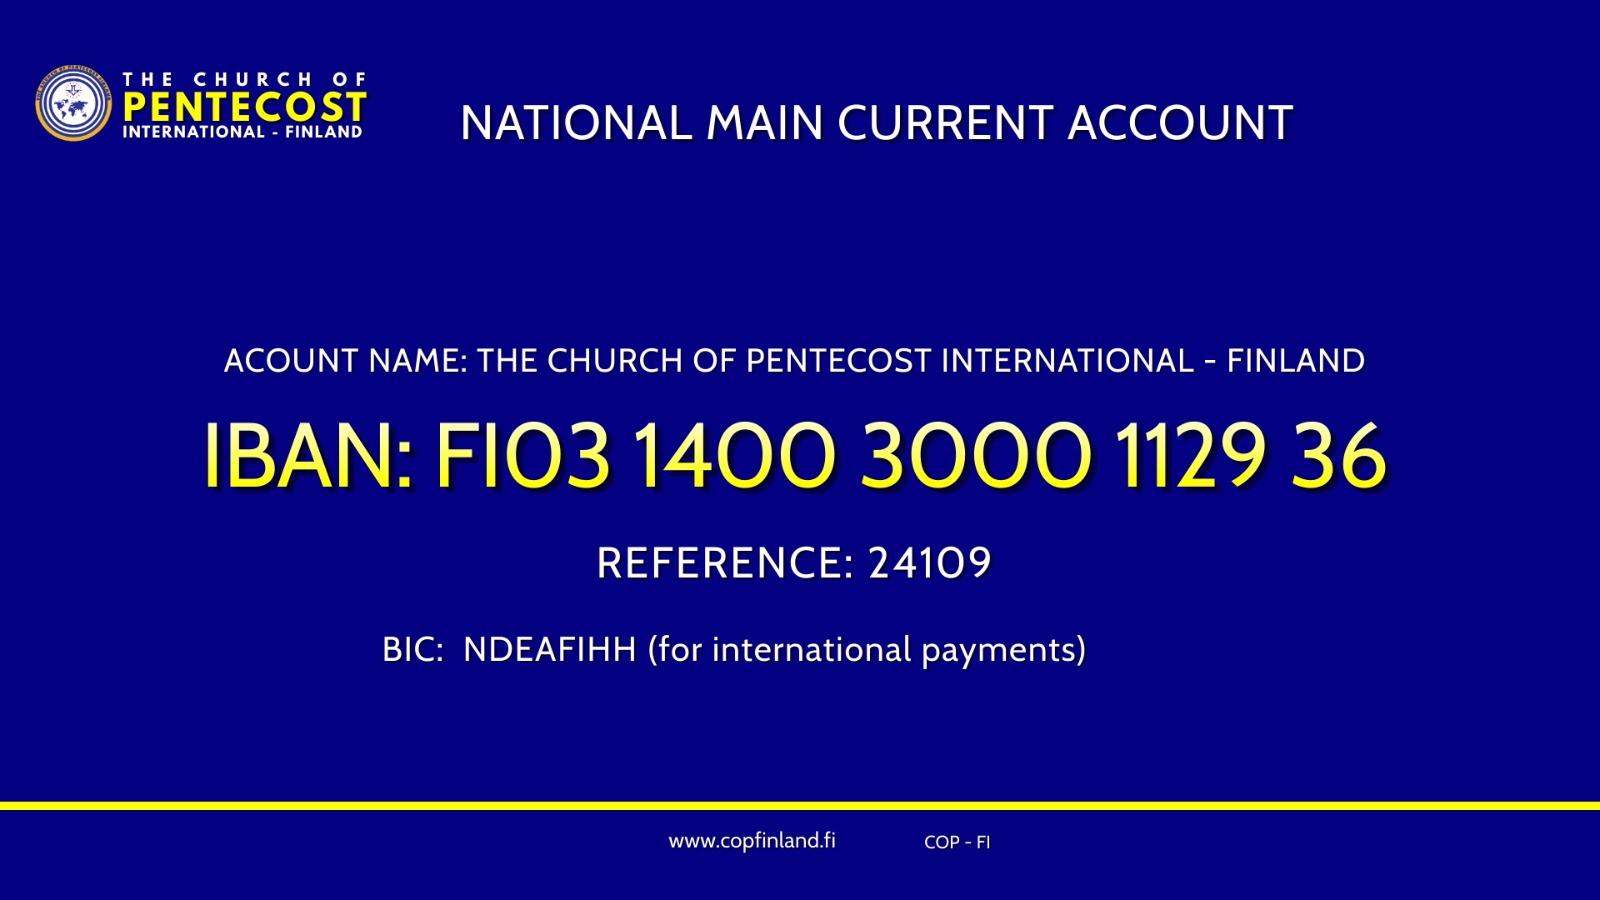 THE CHURCH OF
PENTECOST
INTERNATIONAL - FINLAND
NATIONAL MAIN CURRENT ACCOUNT
ACOUNT NAME: THE CHURCH OF PENTECOST INTERNATIONAL - FINLAND
IBAN: FI03 1400 3000 1129 36
REFERENCE: 24109
BIC: NDEAFIHH (for international payments)
www.copfinland.fi
COP - FI